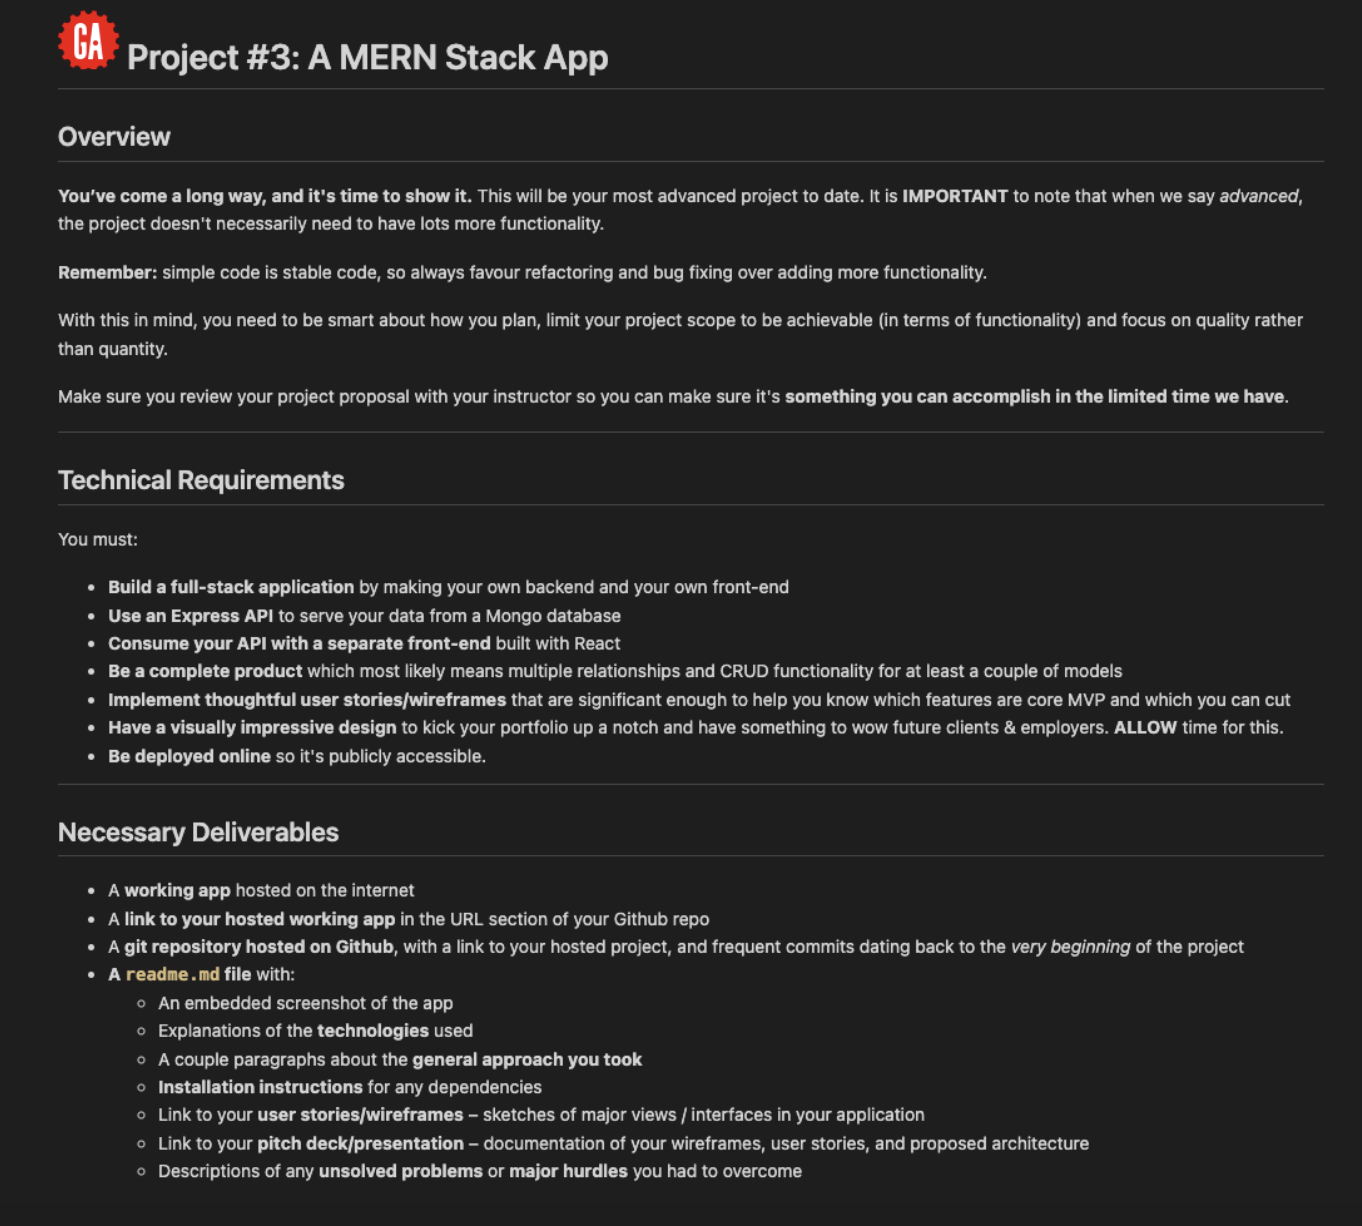 GA Project #3: A MERN Stack App
Overview
You’ve come a long way, and it's time to show it. This will be your most advanced project to date. It is IMPORTANT to note that when we say advanced,
the project doesn't necessarily need to have lots more functionality.
Remember: simple code is stable code, so always favour refactoring and bug fixing over adding more functionality.
With this in mind, you need to be smart about how you plan, limit your project scope to be achievable (in terms of functionality) and focus on quality rather
than quantity.
Make sure you review your project proposal with your instructor so you can make sure it's something you can accomplish in the limited time we have.
Technical Requirements
You must:
• Build a full-stack application by making your own backend and your own front-end
• Use an Express API to serve your data from a Mongo database
• Consume your API with a separate front-end built with React
• Be a complete product which most likely means multiple relationships and CRUD functionality for at least a couple of models
• Implement thoughtful user stories/wireframes that are significant enough to help you know which features are core MVP and which you can cut
• Have a visually impressive design to kick your portfolio up a notch and have something to wow future clients & employers. ALLOW time for this.
• Be deployed online so it's publicly accessible.
Necessary Deliverables
• A working app hosted on the internet
• A link to your hosted working app in the URL section of your Github repo
• A git repository hosted on Github, with a link to your hosted project, and frequent commits dating back to the very beginning of the project
• A readme.md file with:
◦ An embedded screenshot of the app
◦ Explanations of the technologies used
◦ A couple paragraphs about the general approach you took
◦ Installation instructions for any dependencies
◦ Link to your user stories/wireframes – sketches of major views / interfaces in your application
◦ Link to your pitch deck/presentation – documentation of your wireframes, user stories, and proposed architecture
◦ Descriptions of any unsolved problems or major hurdles you had to overcome